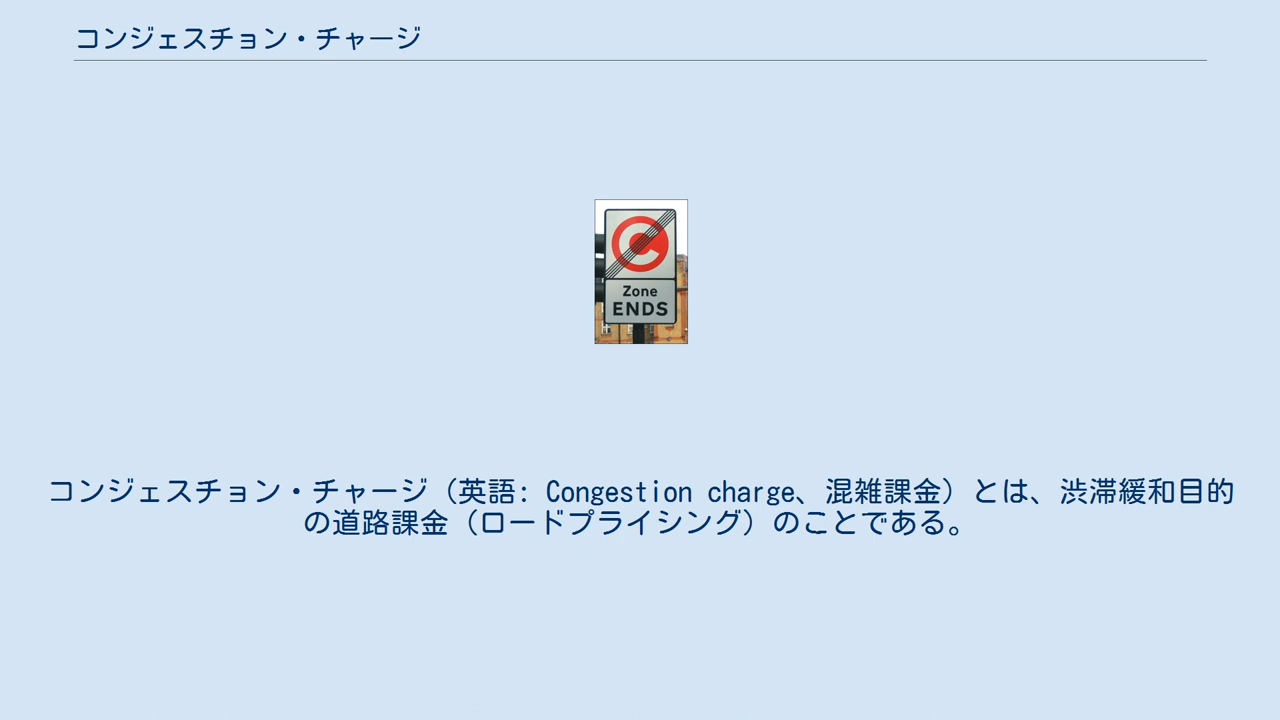 コンジェスチョン・チャージ
Zone
ENDS
コンジェスチョン・チャージ（英語: Congestion charge、混雑課金）とは、渋滞緩和目的
の道路課金（ロードプライシング）のことである。